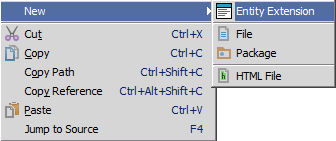 New
Cut Ctrl+X
Copy Ctrl+C
Copy Path Ctrl+Shift+C
Copy Reference Ctrl+Alt+Shift+C
Paste Ctrl+V
Jump to Source F4
Entity Extension
File
Package
HTML File